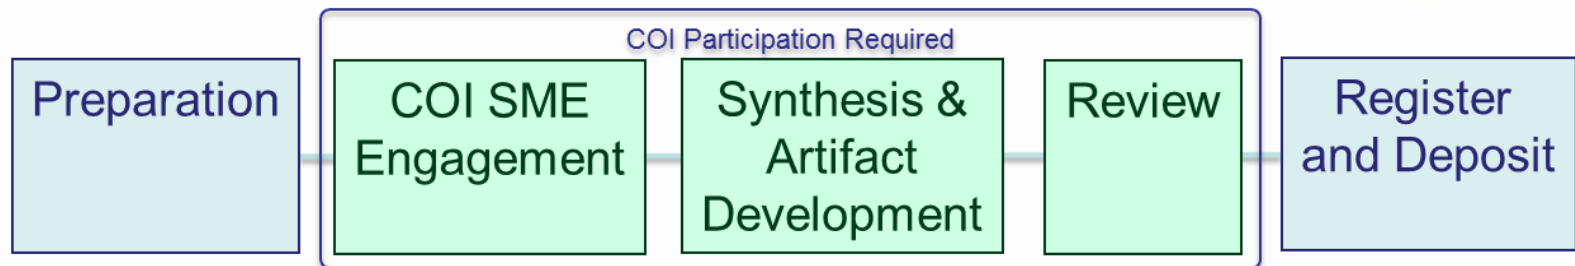 COI Participation Required
Preparation
COI SME
Engagement
Synthesis &
Artifact
Development
Review
Register
and Deposit